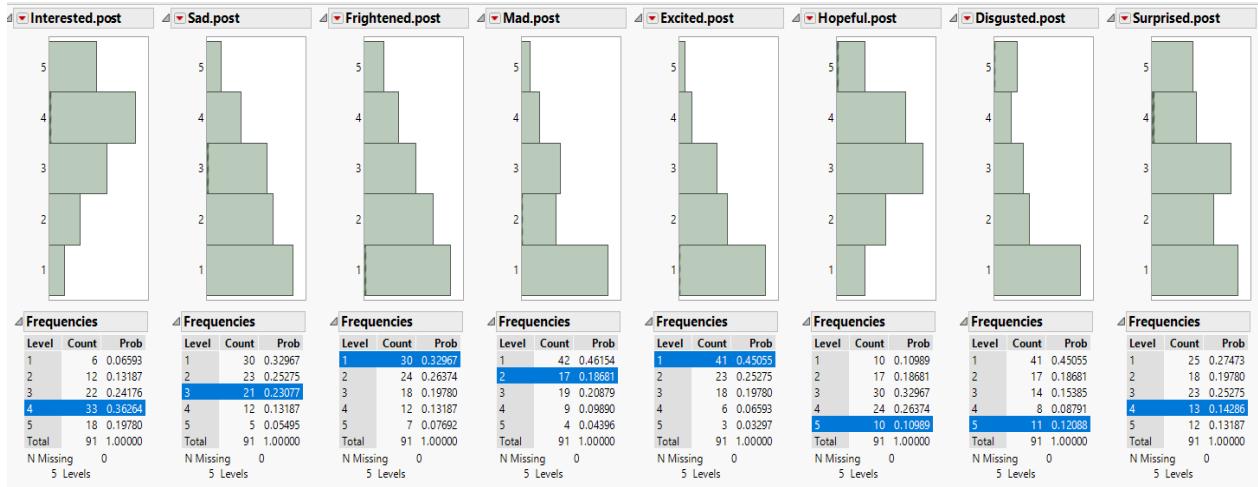 Interested.post Sad.post Frightened.post Mad.post Excited.post Hopeful.post Disgusted.post Surprised.post
5 5 5 5 5 5 5 5
4 4 4 4 4 4 4 4
3 3 3 3 3 3 3 3
2 2 2 2 2 2 2 2
1 1 1 1 1 1 1 1
Frequencies Frequencies Frequencies Frequencies Frequencies Frequencies Frequencies Frequencies
Level Count Prob Level Count Prob Level Count Prob Level Count Prob Level Count Prob Level Count Prob Level Count Prob Level Count Prob
1 6 0.06593 1 30 0.32967 1 30 0.32967 1 42 0.46154 1 41 0.45055 1 10 0.10989 1 41 0.45055 1 25 0.27473
2 12 0.13187 2 23 0.25275 2 24 0.26374 2 17 0.18681 2 23 0.25275 2 17 0.18681 2 17 0.18681 2 18 0.19780
3 22 0.24176 3 21 0.23077 3 18 0.19780 3 19 0.20879 3 18 0.19780 3 30 0.32967 3 14 0.15385 3 23 0.25275
4 33 0.36264 4 12 0.13187 4 12 0.13187 4 9 0.09890 4 6 0.06593 4 24 0.26374 4 8 0.08791 4 13 0.14286
5 18 0.19780 5 5 0.05495 5 7 0.07692 5 4 0.04396 5 3 0.03297 5 10 0.10989 5 11 0.12088 5 12 0.13187
Total 91 1.00000 Total 91 1.00000 Total 91 1.00000 Total 91 1.00000 Total 91 1.00000 Total 91 1.00000 Total 91 1.00000 Total 91 1.00000
N Missing 0 N Missing 0 N Missing 0 N Missing 0 N Missing 0 N Missing 0 N Missing 0 N Missing 0
5 Levels 5 Levels 5 Levels 5 Levels 5 Levels 5 Levels 5 Levels 5 Levels